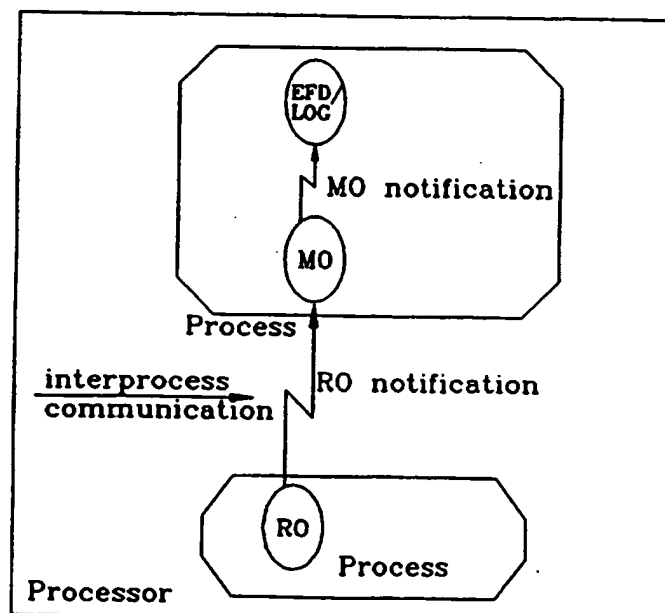 EFD/
LOG
MO notification
MO
Process
interprocess
communication
RO notification
RO
Process
Processor